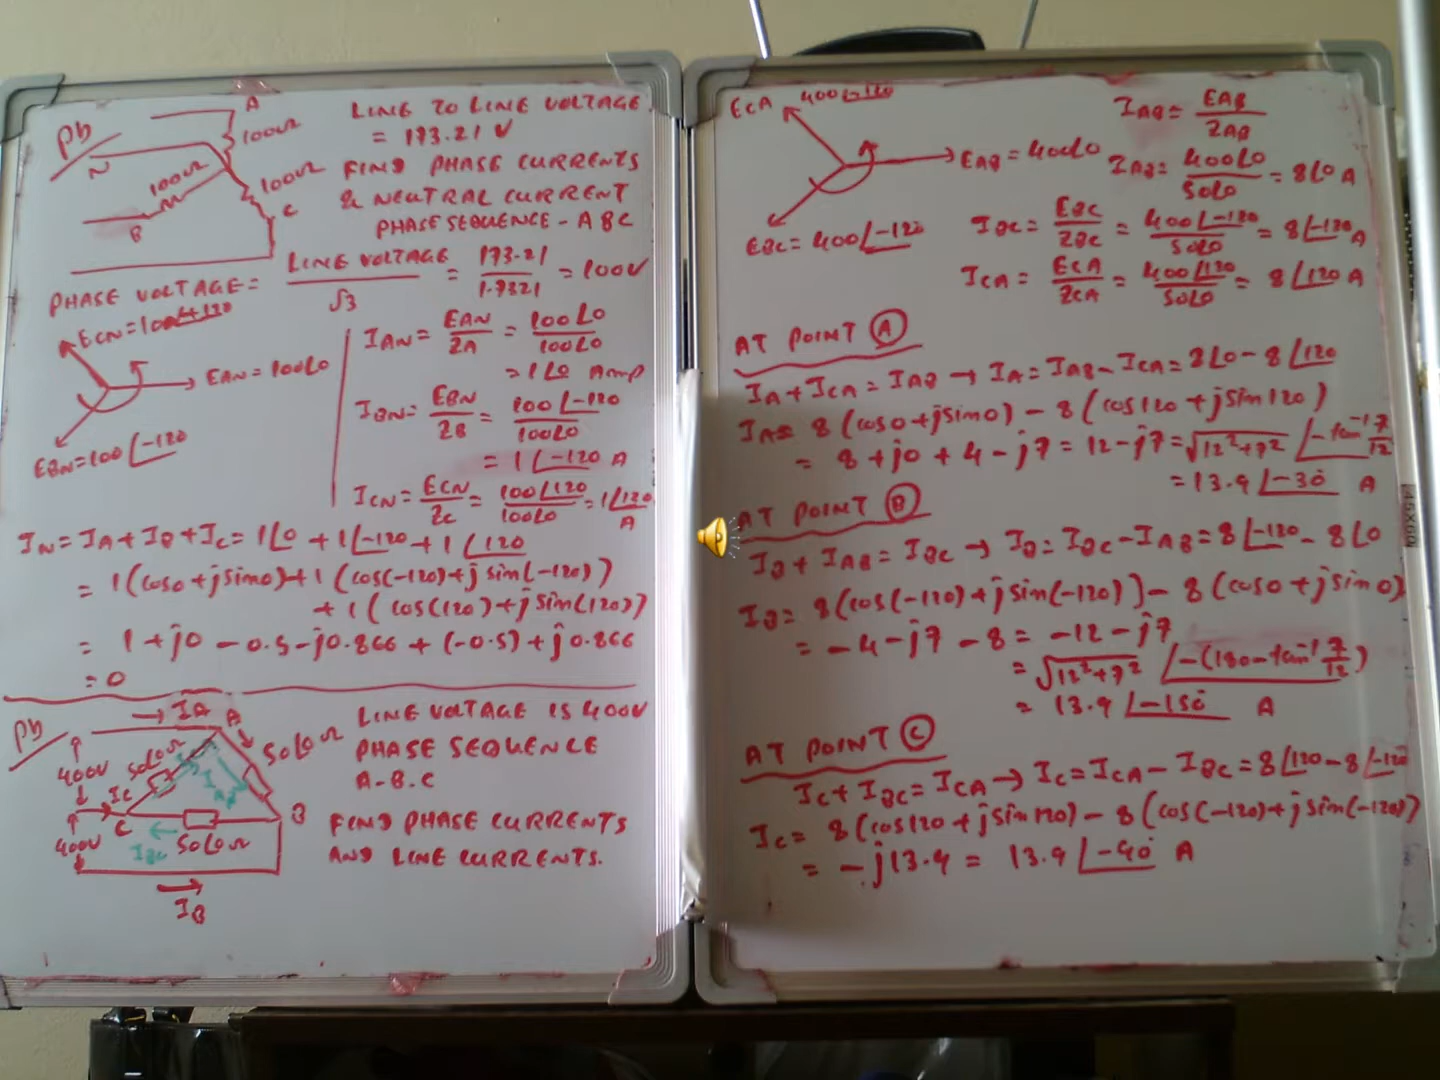 Pb
A
N
B
C
100Ω
100Ω
100Ω
LINE TO LINE VOLTAGE
= 173.21 V
FIND PHASE CURRENTS
& NEUTRAL CURRENT
PHASE SEQUENCE - A B C
PHASE VOLTAGE = LINE VOLTAGE / √3 = 173.21 / 1.7321 = 100V
EAN = 100∠0
EBN = 100∠-120
IAN = EAN / ZA = 100∠0 / 100∠0
= 1∠0 Amp
IBN = EBN / ZB = 100∠-120 / 100∠0
= 1∠-120 A
ICN = ECN / ZC = 100∠120 / 100∠0 = 1∠120 A
IN = IA + IB + IC = 1∠0 + 1∠-120 + 1∠120
= 1(cos0+jsin0)+1(cos(-120)+j sin(-120))
+ 1(cos(120)+j sin(120))
= 1 + j0 - 0.5 - j0.866 + (-0.5) + j0.866
= 0
Pb
→ IA
A
50∠0Ω
50∠0Ω
400V
IC
C
B
400V
IBC
50∠0Ω
IB
LINE VOLTAGE IS 400V
PHASE SEQUENCE
A-B.C
FIND PHASE CURRENTS
AND LINE CURRENTS.
ECA
400∠120
EAB = 400∠0
EBC = 400∠-120
IAB = EAB / ZAB
IAB = 400∠0 / 50∠0 = 8∠0 A
IBC = EBC / ZBC = 400∠-120 / 50∠0 = 8∠-120 A
ICA = ECA / ZCA = 400∠120 / 50∠0 = 8∠120 A
AT POINT A
IA + ICA = IAB → IA = IAB - ICA = 8∠0 - 8∠120
IA = 8(cos0+jsin0) - 8(cos120+jsin120)
= 8 + j0 + 4 - j7 = 12 - j7 = √12²+7² ∠-tan⁻¹ 7/12
= 13.9∠-30° A
AT POINT B
IB + IAB = IBC → IB = IBC - IAB = 8∠-120 - 8∠0
IB = 8(cos(-120)+jsin(-120)) - 8(cos0+jsin0)
= -4 - j7 - 8 = -12 - j7
= √12²+7² ∠-(180-tan⁻¹ 7/12)
= 13.9∠-150° A
AT POINT C
IC + IBC = ICA → IC = ICA - IBC = 8∠120 - 8∠-120
IC = 8(cos120+jsin120) - 8(cos(-120)+jsin(-120))
= -j13.9 = 13.9∠-90° A